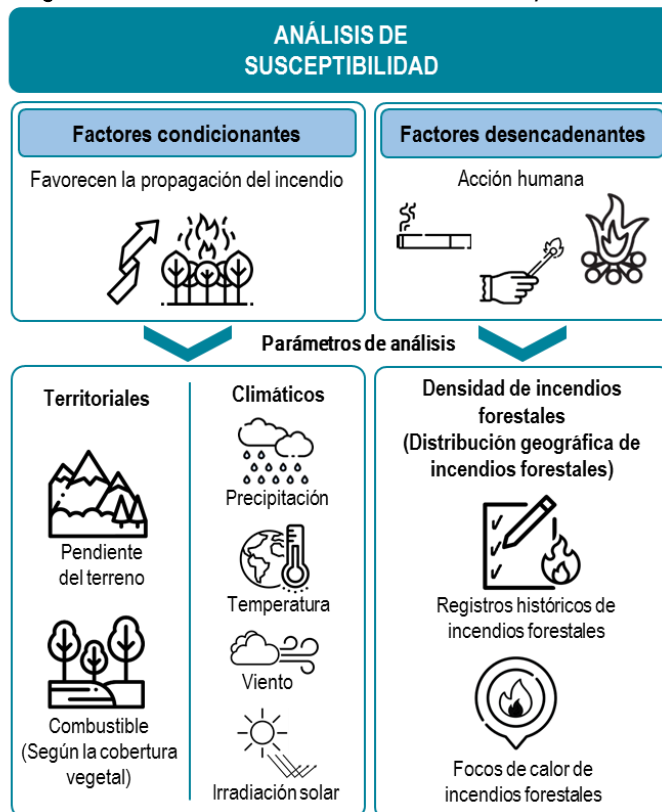 ANÁLISIS DE
SUSCEPTIBILIDAD
Factores condicionantes
Favorecen la propagación del incendio
Factores desencadenantes
Acción humana
Parámetros de análisis
Territoriales
Pendiente
del terreno
Combustible
(Según la cobertura
vegetal)
Climáticos
Precipitación
Temperatura
Viento
Irradiación solar
Densidad de incendios
forestales
(Distribución geográfica de
incendios forestales)
Registros históricos de
incendios forestales
Focos de calor de
incendios forestales